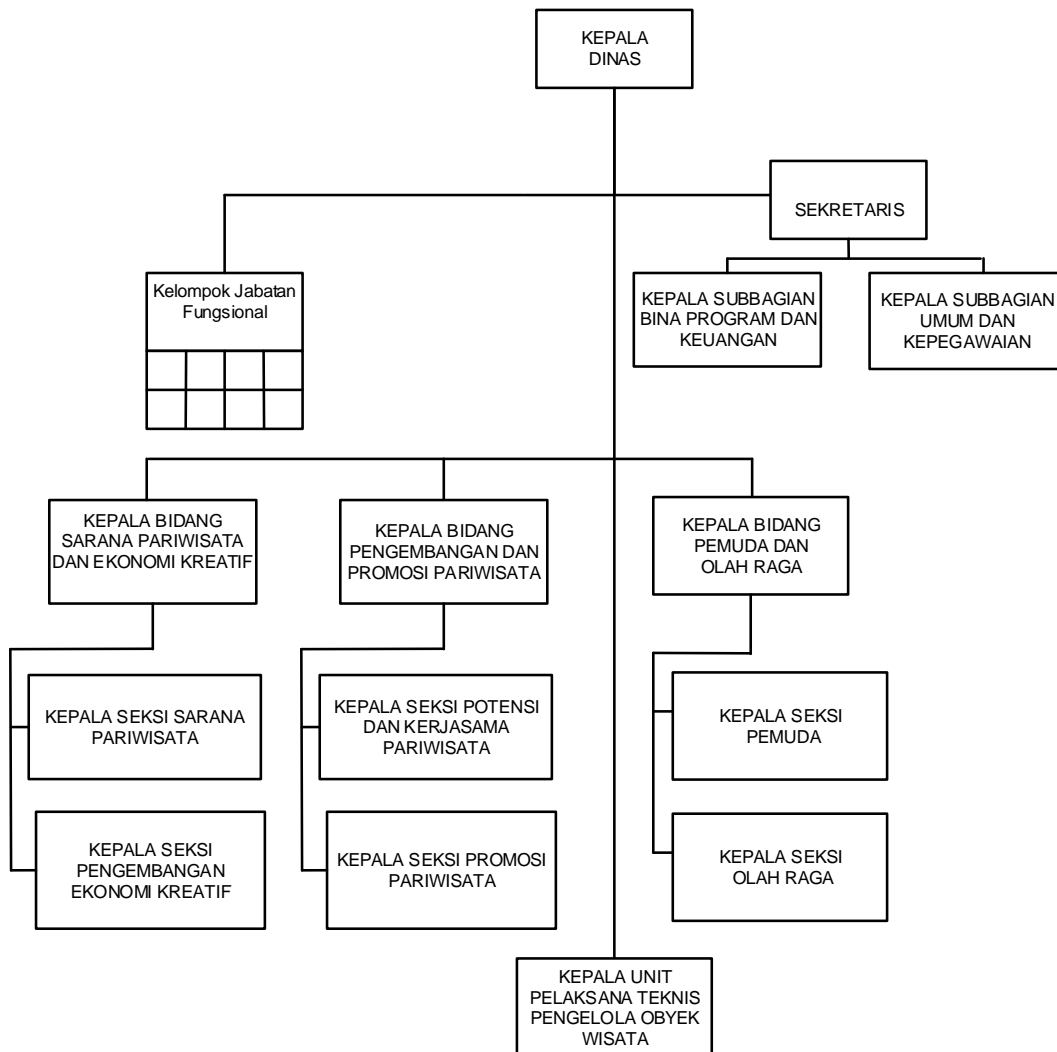 KEPALA
DINAS
SEKRETARIS
Kelompok Jabatan
Fungsional
KEPALA SUBBAGIAN
BINA PROGRAM DAN
KEUANGAN
KEPALA SUBBAGIAN
UMUM DAN
KEPEGAWAIAN
KEPALA BIDANG
SARANA PARIWISATA
DAN EKONOMI KREATIF
KEPALA BIDANG
PENGEMBANGAN DAN
PROMOSI PARIWISATA
KEPALA BIDANG
PEMUDA DAN
OLAH RAGA
KEPALA SEKSI SARANA
PARIWISATA
KEPALA SEKSI POTENSI
DAN KERJASAMA
PARIWISATA
KEPALA SEKSI
PEMUDA
KEPALA SEKSI
PENGEMBANGAN
EKONOMI KREATIF
KEPALA SEKSI PROMOSI
PARIWISATA
KEPALA SEKSI
OLAH RAGA
KEPALA UNIT
PELAKSANA TEKNIS
PENGELOLA OBYEK
WISATA